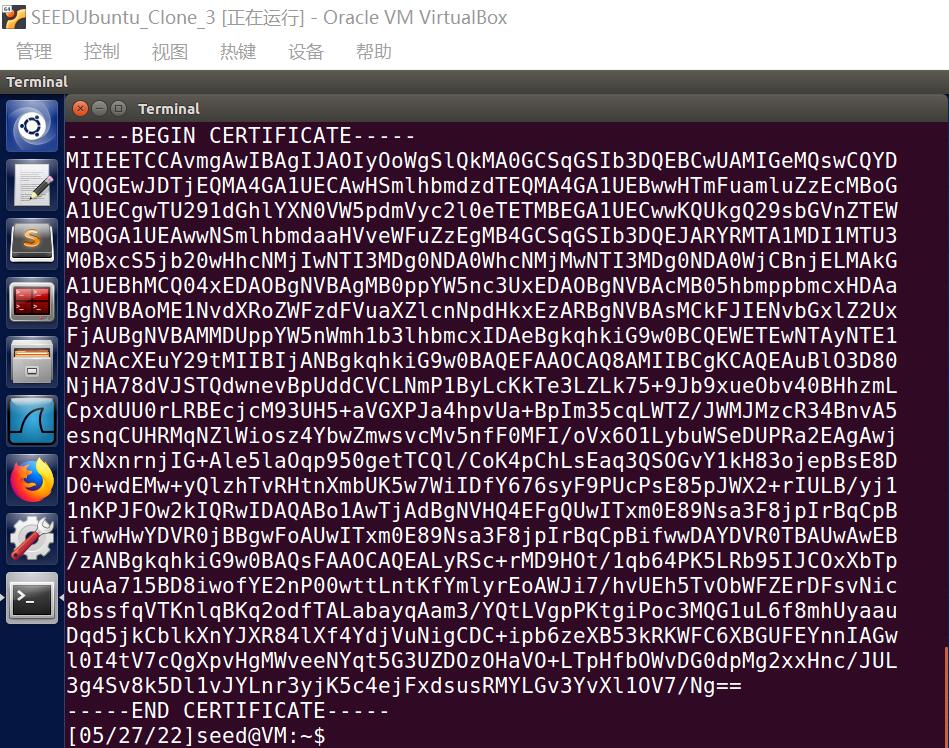 SEEDUbuntu_Clone_3 [正在运行] - Oracle VM VirtualBox
管理 控制 视图 热键 设备 帮助
Terminal
Terminal
-----BEGIN CERTIFICATE-----
MIIEETCCAvmgAwIBAgIJAOIyOoWgSlQkMA0GCSqGSIb3DQEBCwUAMIGeMQswCQYD
VQQGEwJDTjEQMA4GA1UECAwHSmlhbmdzdTEQMA4GA1UEBwwHTmFuamluZzEcMBoG
A1UECgwTU291dGhlYXN0VW5pdmVyc2l0eTETMBEGA1UECwwKQUkgQ29sbGVnZTEW
MBQGA1UEAwwNSmlhbmdaaHVveWFuZzEgMB4GCSqGSIb3DQEJARYRMTA1MDI1MTU3
M0BxcS5jb20wHhcNMjIwNTI3MDg0NDA0WhcNMjMwNTI3MDg0NDA0WjCBnjELMAkG
A1UEBhMCQ04xEDAOBgNVBAgMB0ppYW5nc3UxEDAOBgNVBAcMB05hbmppbmcxHDAa
BgNVBAoME1NvdXRoZWFzdFVuaXZlcnNpdHkxEzARBgNVBAsMCkFJIENvbGxlZ2Ux
FjAUBgNVBAMMDUppYW5nWmh1b3lhbmcxIDAeBgkqhkiG9w0BCQEWETEwNTAyNTE1
NzNAcXEuY29tMIIBIjANBgkqhkiG9w0BAQEFAAOCAQ8AMIIBCgKCAQEAuBlO3D80
NjHA78dVJSTQdwnevBpUddCVCLNmP1ByLcKkTe3LZLk75+9Jb9xueObv40BHhzmL
CpxdUU0rLRBEcjcM93UH5+aVGXPJa4hpvUa+BpIm35cqLWTZ/JWMJMzcR34BnvA5
esnqCUHRMqNZlWiosz4YbwZmwsvcMv5nfF0MFI/oVx6O1LybuWSeDUPRa2EAgAwj
rxNxnrnjIG+Ale5laOqp950getTCQl/CoK4pChLsEaq3QSOGvY1kH83ojepBsE8D
D0+wdEMw+yQlzhTvRHtnXmbUK5w7WiIDfY676syF9PUcPsE85pJWX2+rIULB/yj1
1nKPJFOw2kIQRwIDAQABo1AwTjAdBgNVHQ4EFgQUwITxm0E89Nsa3F8jpIrBqCpB
ifwwHwYDVR0jBBgwFoAUwITxm0E89Nsa3F8jpIrBqCpBifwwDAYDVR0TBAUwAwEB
/zANBgkqhkiG9w0BAQsFAAOCAQEALyRSc+rMD9HOt/1qb64PK5LRb95IJCOxXbTp
uuAa715BD8iwofYE2nP00wttLntKfYmlyrEoAWJi7/hvUEh5TvObWFZErDFsvNic
8bssfqVTKnlqBKq2odfTALabayqAam3/YQtLVgpPKtgiPoc3MQG1uL6f8mhUyaau
Dqd5jkCblkXnYJXR84lXf4YdjVuNigCDC+ipb6zeXB53kRKWFC6XBGUFEYnnIAGw
l0I4tV7cQgXpvHgMWveeNYqt5G3UZDOzOHaVO+LTpHfbOWvDG0dpMg2xxHnc/JUL
3g4Sv8k5Dl1vJYLnr3yjK5c4ejFxdsusRMYLGv3YvXl1OV7/Ng==
-----END CERTIFICATE-----
[05/27/22]seed@VM:~$